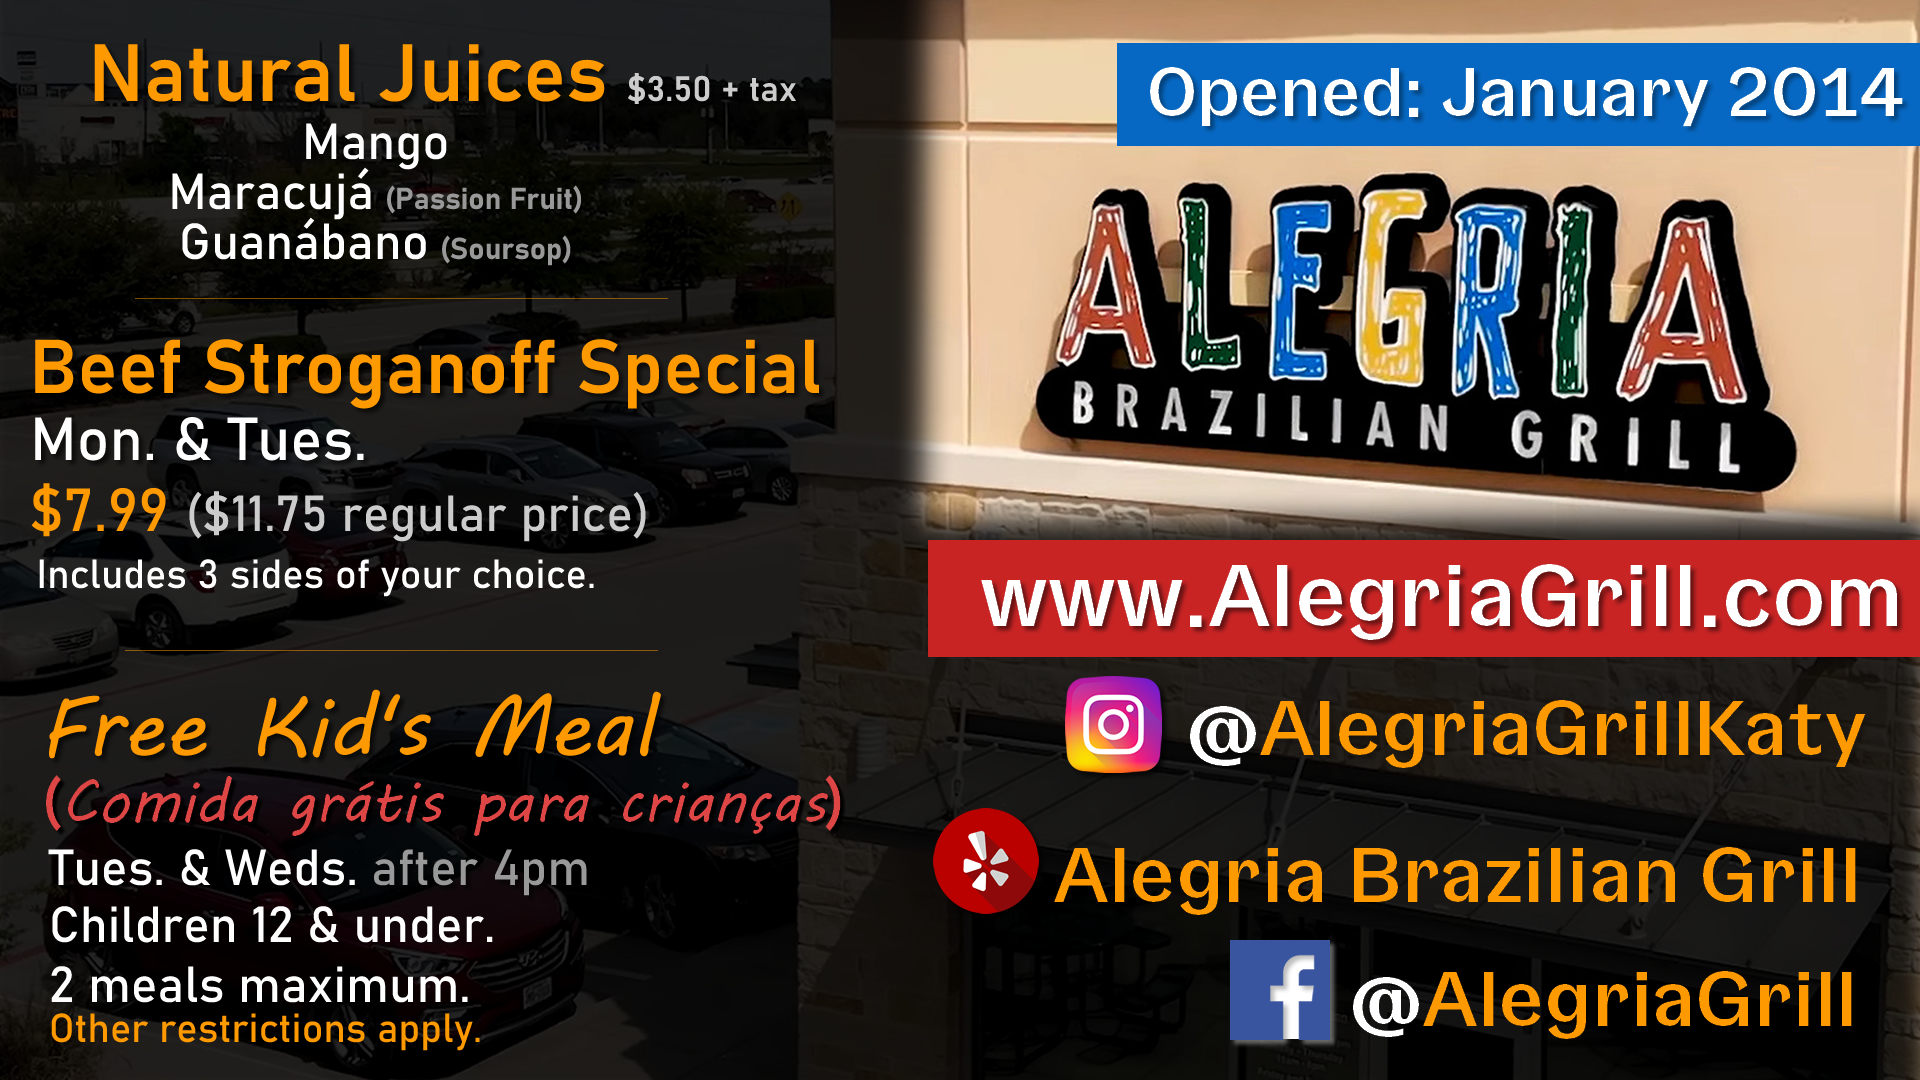 Natural Juices $3.50 + tax
Mango
Maracujá (Passion Fruit)
Guanábano (Soursop)
Beef Stroganoff Special
Mon. & Tues.
$7.99 ($11.75 regular price)
Includes 3 sides of your choice.
Free Kid's Meal
(Comida grátis para crianças)
Tues. & Weds. after 4pm
Children 12 & under.
2 meals maximum.
Other restrictions apply.
Opened: January 2014
ALEGRIA
BRAZILIAN GRILL
www.AlegriaGrill.com
@AlegriaGrillKaty
Alegria Brazilian Grill
@AlegriaGrill